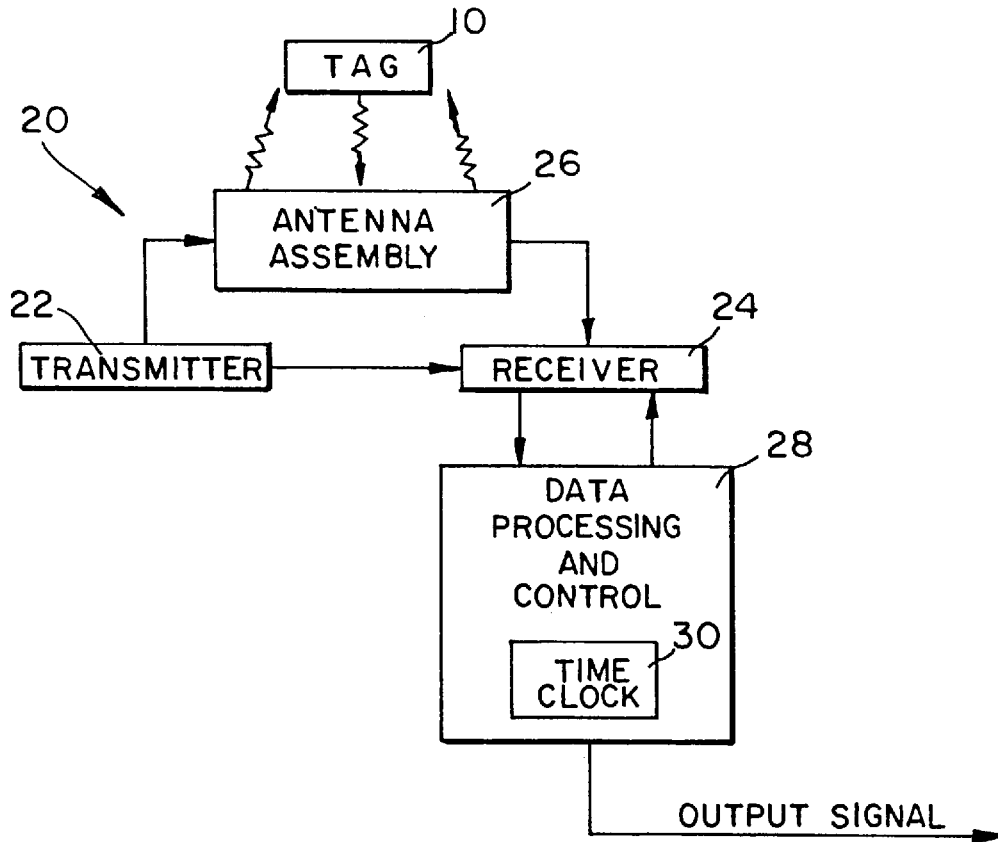 10
TAG
20
26
ANTENNA
ASSEMBLY
22
24
TRANSMITTER
RECEIVER
28
DATA
PROCESSING
AND
CONTROL
30
TIME
CLOCK
OUTPUT SIGNAL